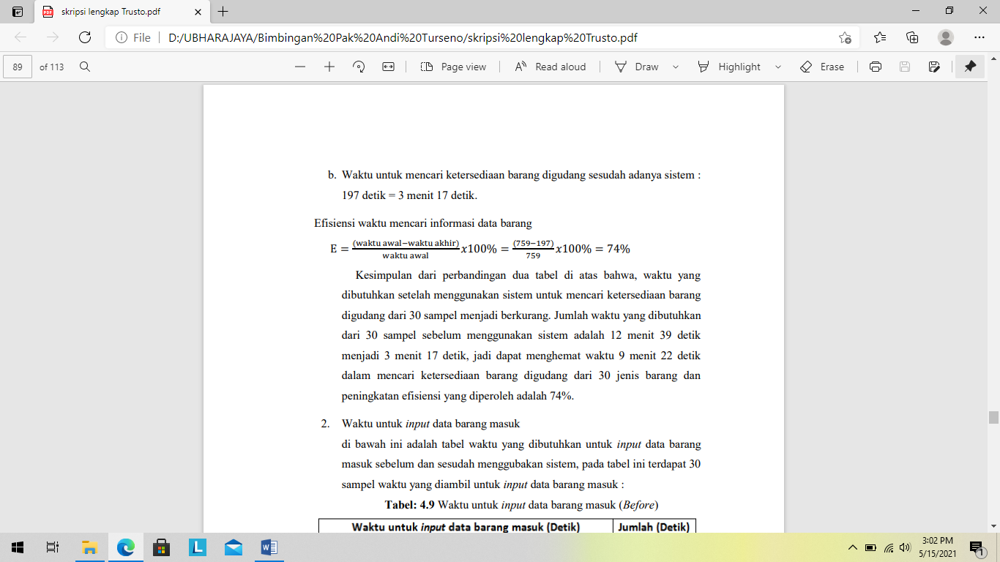 skripsi lengkap Trusto.pdf
File D:/UBHARAJAYA/Bimbingan%20Pak%20Andi%20Turseno/skripsi%20lengkap%20Trusto.pdf
89 of 113 Page view Read aloud Draw Highlight Erase
b. Waktu untuk mencari ketersediaan barang digudang sesudah adanya sistem :
197 detik = 3 menit 17 detik.
Efisiensi waktu mencari informasi data barang
E = (waktu awal−waktu akhir)/waktu awal x100% = (759−197)/759 x100% = 74%
Kesimpulan dari perbandingan dua tabel di atas bahwa, waktu yang
dibutuhkan setelah menggunakan sistem untuk mencari ketersediaan barang
digudang dari 30 sampel menjadi berkurang. Jumlah waktu yang dibutuhkan
dari 30 sampel sebelum menggunakan sistem adalah 12 menit 39 detik
menjadi 3 menit 17 detik, jadi dapat menghemat waktu 9 menit 22 detik
dalam mencari ketersediaan barang digudang dari 30 jenis barang dan
peningkatan efisiensi yang diperoleh adalah 74%.
2. Waktu untuk input data barang masuk
di bawah ini adalah tabel waktu yang dibutuhkan untuk input data barang
masuk sebelum dan sesudah menggubakan sistem, pada tabel ini terdapat 30
sampel waktu yang diambil untuk input data barang masuk :
Tabel: 4.9 Waktu untuk input data barang masuk (Before)
Waktu untuk input data barang masuk (Detik) Jumlah (Detik)
3:02 PM
5/15/2021
1